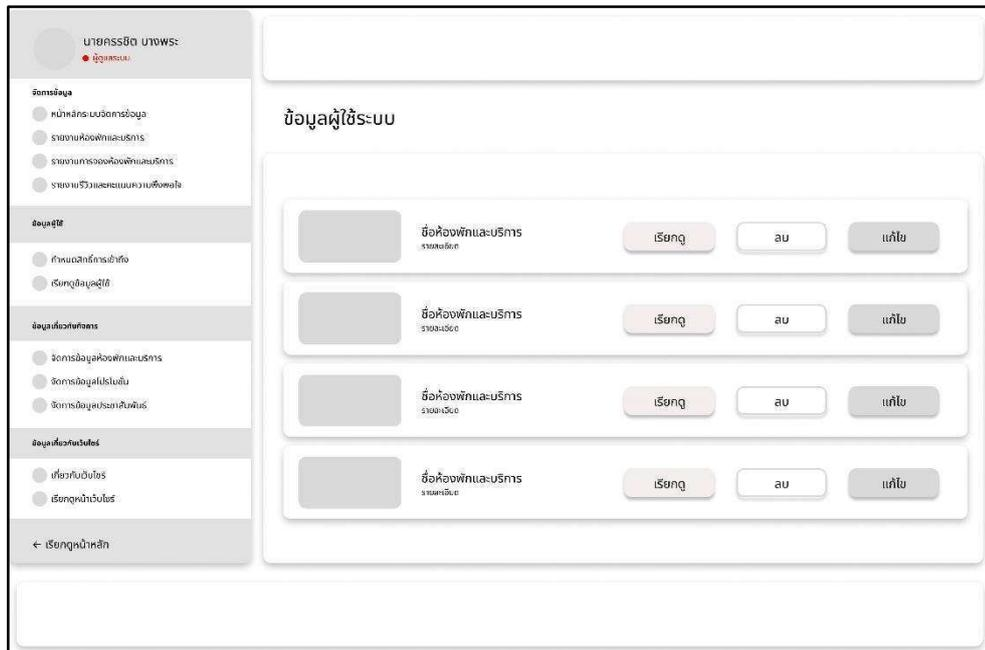 นายครรชิต บางพระ
ผู้ดูแลระบบ
จัดการข้อมูล
หน้าหลักระบบจัดการข้อมูล
รายงานห้องพักและบริการ
รายงานการจองห้องพักและบริการ
รายงานรีวิวและคะแนนความพึงพอใจ
ข้อมูลผู้ใช้
กำหนดสิทธิ์การเข้าถึง
เรียกดูข้อมูลผู้ใช้
ข้อมูลเกี่ยวกับกิจการ
จัดการข้อมูลห้องพักและบริการ
จัดการข้อมูลโปรโมชั่น
จัดการข้อมูลประชาสัมพันธ์
ข้อมูลเกี่ยวกับเว็บไซต์
เกี่ยวกับเว็บไซร์
เรียกดูหน้าเว็บไซร์
← เรียกดูหน้าหลัก
ข้อมูลผู้ใช้ระบบ
ชื่อห้องพักและบริการ
รายละเอียด
เรียกดู ลบ แก้ไข
ชื่อห้องพักและบริการ
รายละเอียด
เรียกดู ลบ แก้ไข
ชื่อห้องพักและบริการ
รายละเอียด
เรียกดู ลบ แก้ไข
ชื่อห้องพักและบริการ
รายละเอียด
เรียกดู ลบ แก้ไข